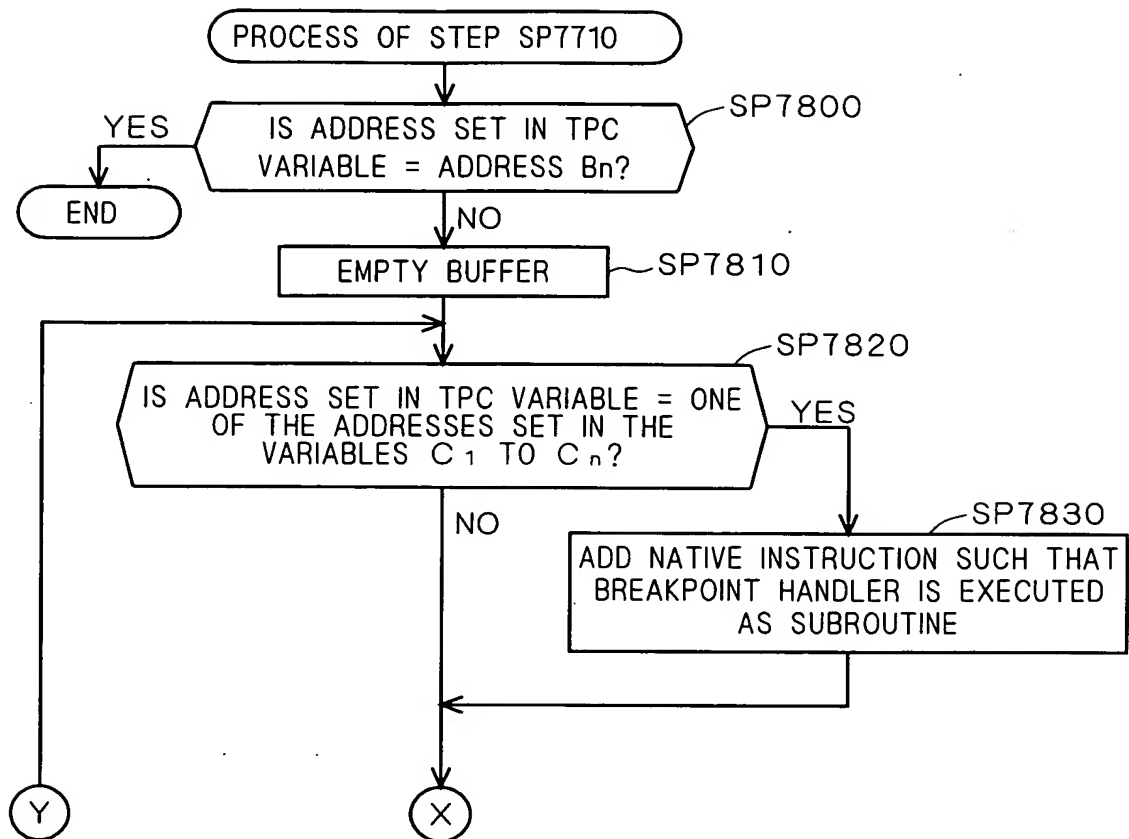 PROCESS OF STEP SP7710
SP7800
YES
IS ADDRESS SET IN TPC
VARIABLE = ADDRESS Bn?
END
NO
EMPTY BUFFER
SP7810
SP7820
IS ADDRESS SET IN TPC VARIABLE = ONE
OF THE ADDRESSES SET IN THE
VARIABLES C₁ TO Cₙ?
YES
NO
SP7830
ADD NATIVE INSTRUCTION SUCH THAT
BREAKPOINT HANDLER IS EXECUTED
AS SUBROUTINE
Y
X